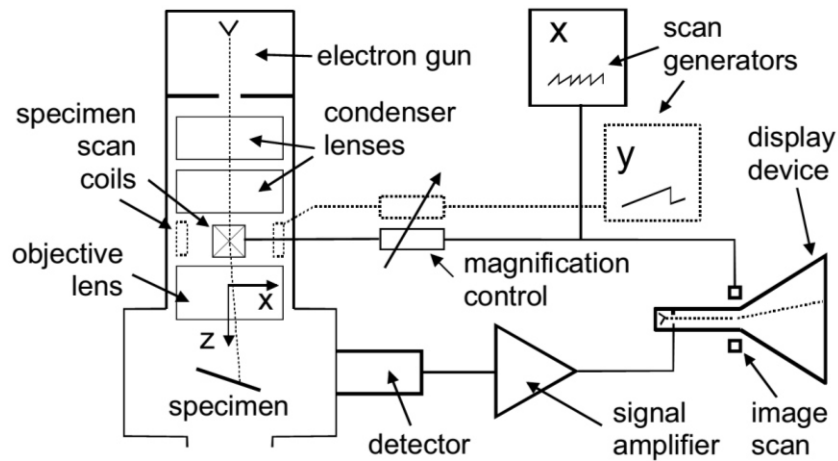 electron gun
specimen
scan
coils
condenser
lenses
objective
lens
x
z
specimen
x
scan
generators
y
magnification
control
display
device
detector
signal
amplifier
image
scan